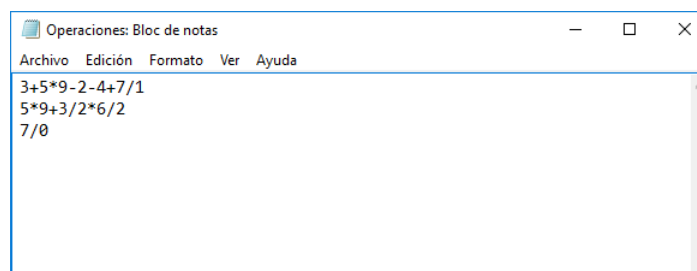 Operaciones: Bloc de notas
Archivo Edición Formato Ver Ayuda
3+5*9-2-4+7/1
5*9+3/2*6/2
7/0